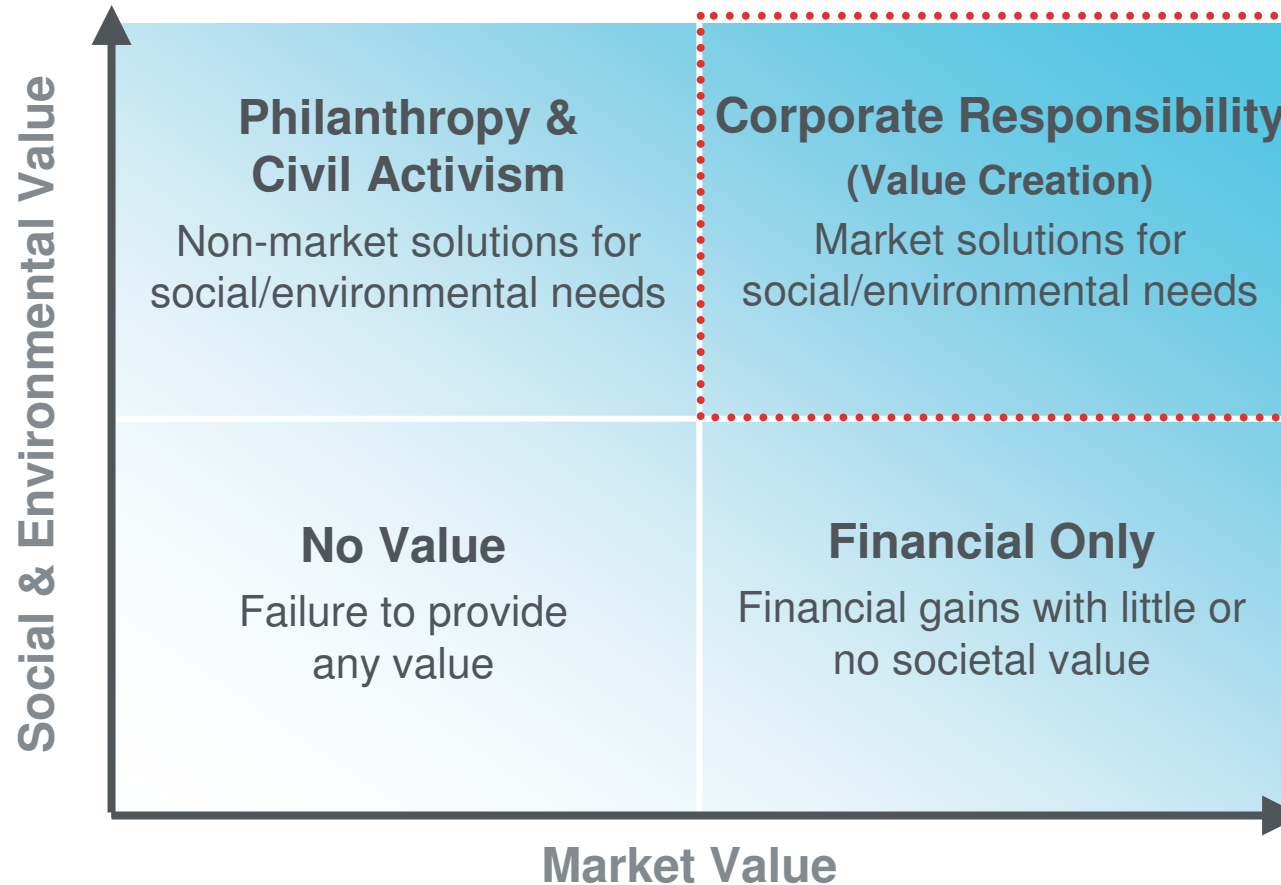 Social & Environmental Value
Philanthropy &
Civil Activism
Non-market solutions for
social/environmental needs
Corporate Responsibility
(Value Creation)
Market solutions for
social/environmental needs
No Value
Failure to provide
any value
Financial Only
Financial gains with little or
no societal value
Market Value